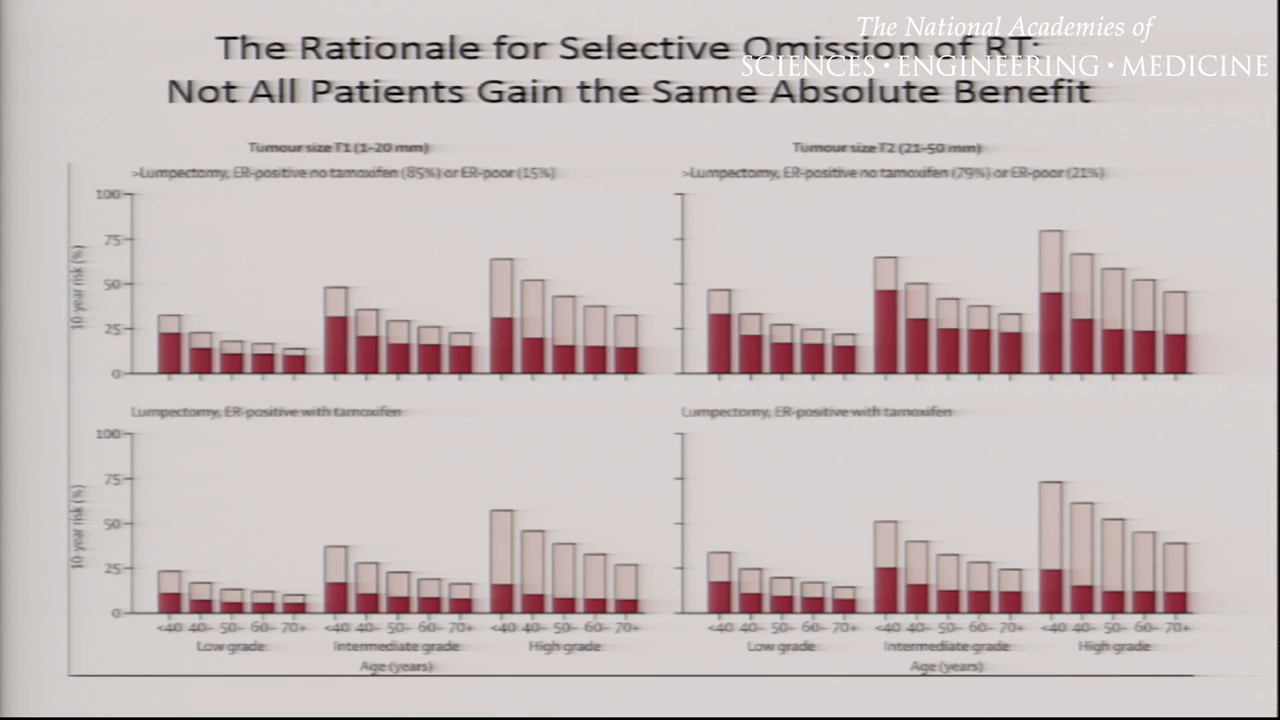 The National Academies of
SCIENCES • ENGINEERING • MEDICINE
The Rationale for Selective Omission of RT:
Not All Patients Gain the Same Absolute Benefit
Tumour size T1 (1-20 mm)
Tumour size T2 (21-50 mm)
>Lumpectomy, ER-positive no tamoxifen (85%) or ER-poor (15%)
>Lumpectomy, ER-positive no tamoxifen (79%) or ER-poor (21%)
10-year risk (%)
100
75
50
25
0
Lumpectomy, ER-positive with tamoxifen
Lumpectomy, ER-positive with tamoxifen
10-year risk (%)
100
75
50
25
0
<40 40- 50- 60- 70+ <40 40- 50- 60- 70+ <40 40- 50- 60- 70+
<40 40- 50- 60- 70+ <40 40- 50- 60- 70+ <40 40- 50- 60- 70+
Low grade Intermediate grade High grade
Low grade Intermediate grade High grade
Age (years)
Age (years)